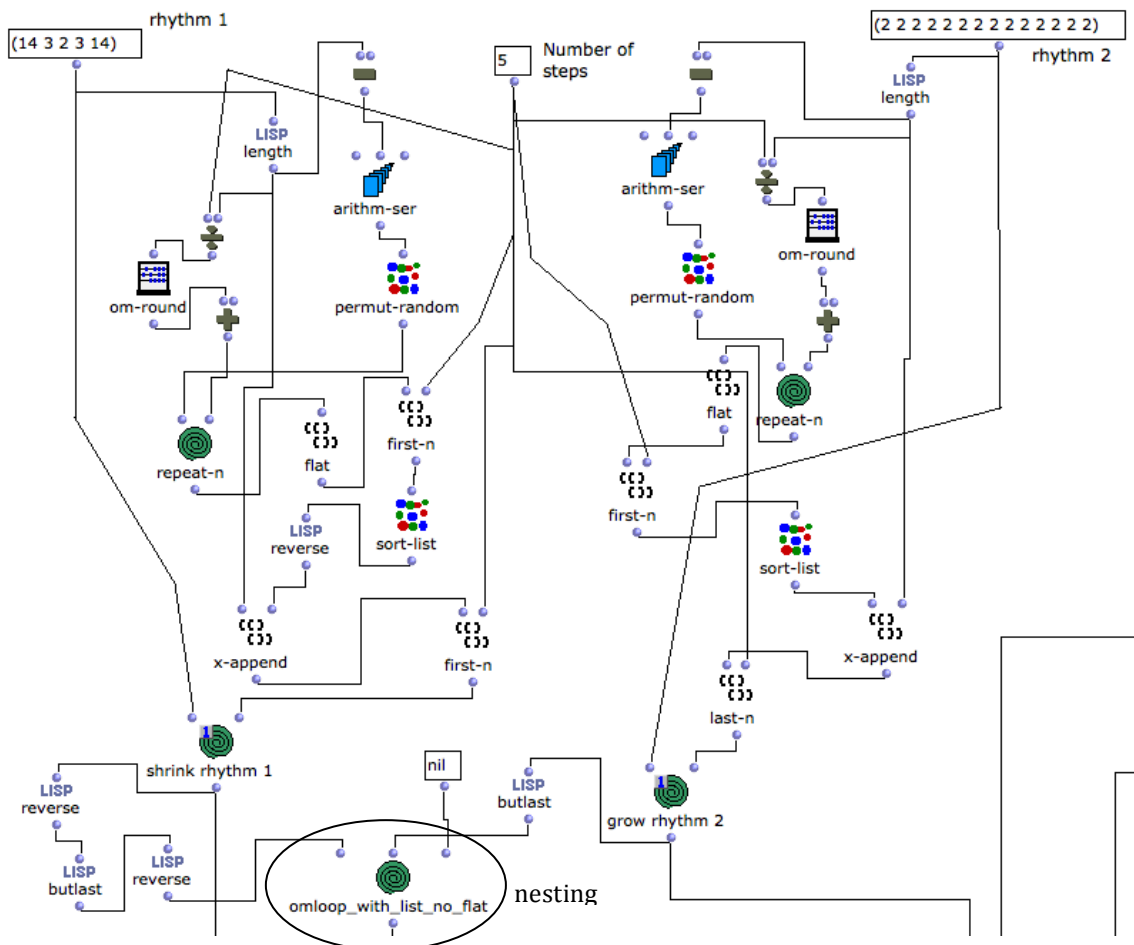 rhythm 1
(14 3 2 3 14)
5
Number of
steps
(2 2 2 2 2 2 2 2 2 2 2 2 2 2 2)
rhythm 2
LISP
length
LISP
length
arithm-ser
arithm-ser
om-round
permut-random
om-round
permut-random
repeat-n
flat
first-n
flat
repeat-n
LISP
reverse
sort-list
first-n
sort-list
x-append
first-n
x-append
last-n
1
shrink rhythm 1
nil
1
grow rhythm 2
LISP
reverse
LISP
butlast
LISP
butlast
LISP
reverse
omloop_with_list_no_flat
nesting